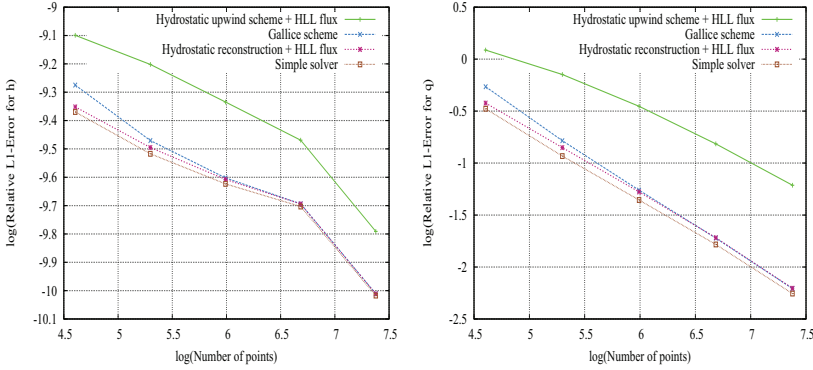 Hydrostatic upwind scheme + HLL flux
Gallice scheme
Hydrostatic reconstruction + HLL flux
Simple solver
-9
-9.1
-9.2
-9.3
-9.4
-9.5
-9.6
-9.7
-9.8
-9.9
-10
-10.1
log(Relative L1-Error for h)
4.5 5 5.5 6 6.5 7 7.5
log(Number of points)
Hydrostatic upwind scheme + HLL flux
Gallice scheme
Hydrostatic reconstruction + HLL flux
Simple solver
0.5
0
-0.5
-1
-1.5
-2
-2.5
log(Relative L1-Error for q)
4.5 5 5.5 6 6.5 7 7.5
log(Number of points)